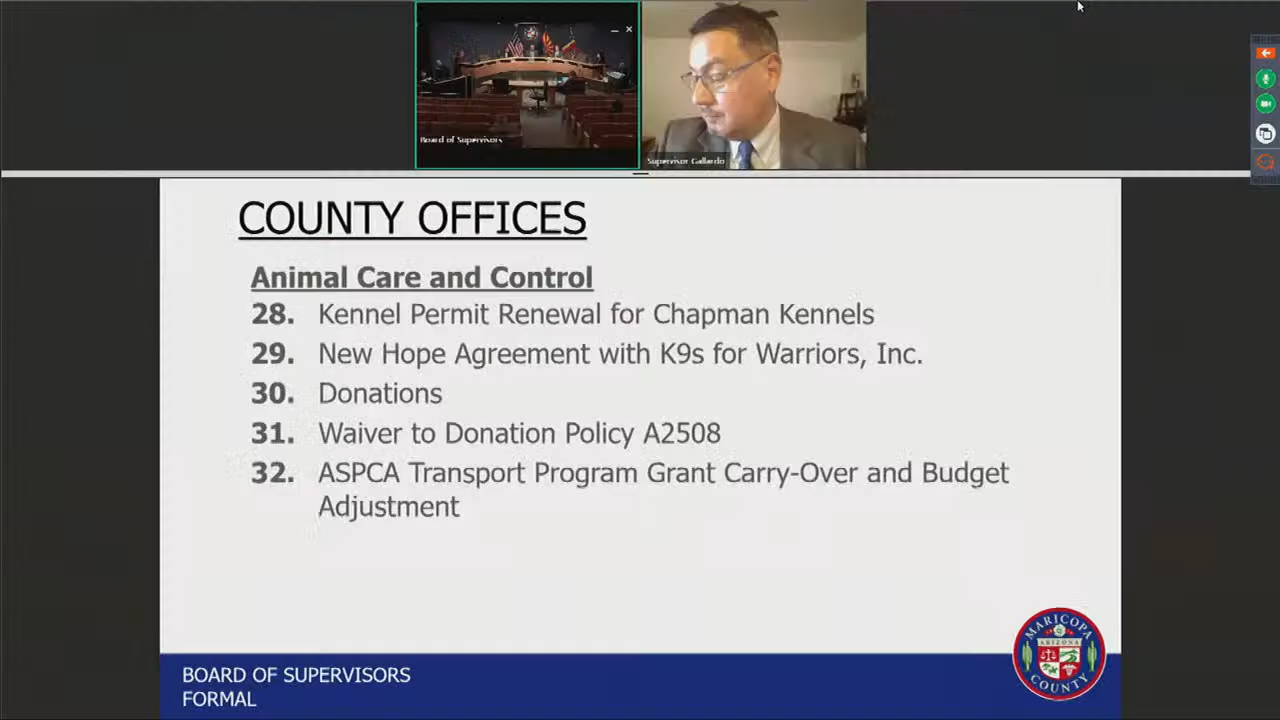 Board of Supervisors
Supervisor Gallardo
COUNTY OFFICES
Animal Care and Control
28. Kennel Permit Renewal for Chapman Kennels
29. New Hope Agreement with K9s for Warriors, Inc.
30. Donations
31. Waiver to Donation Policy A2508
32. ASPCA Transport Program Grant Carry-Over and Budget
Adjustment
BOARD OF SUPERVISORS
FORMAL
MARICOPA
ARIZONA
COUNTY